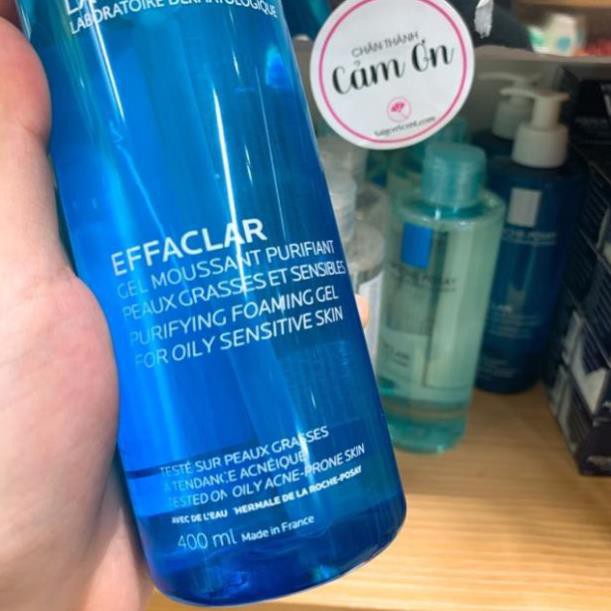 LABORATOIRE DERMATOLOGIQUE
EFFACLAR
GEL MOUSSANT PURIFIANT
PEAUX GRASSES ET SENSIBLES
PURIFYING FOAMING GEL
FOR OILY SENSITIVE SKIN
TESTÉ SUR PEAUX GRASSES
À TENDANCE ACNÉIQUE
TESTED ON OILY ACNE-PRONE SKIN
AVEC DE L'EAU THERMALE DE LA ROCHE-POSAY
400 ml Made in France
CHÂN THÀNH
Cảm Ơn
SaigonScent.com